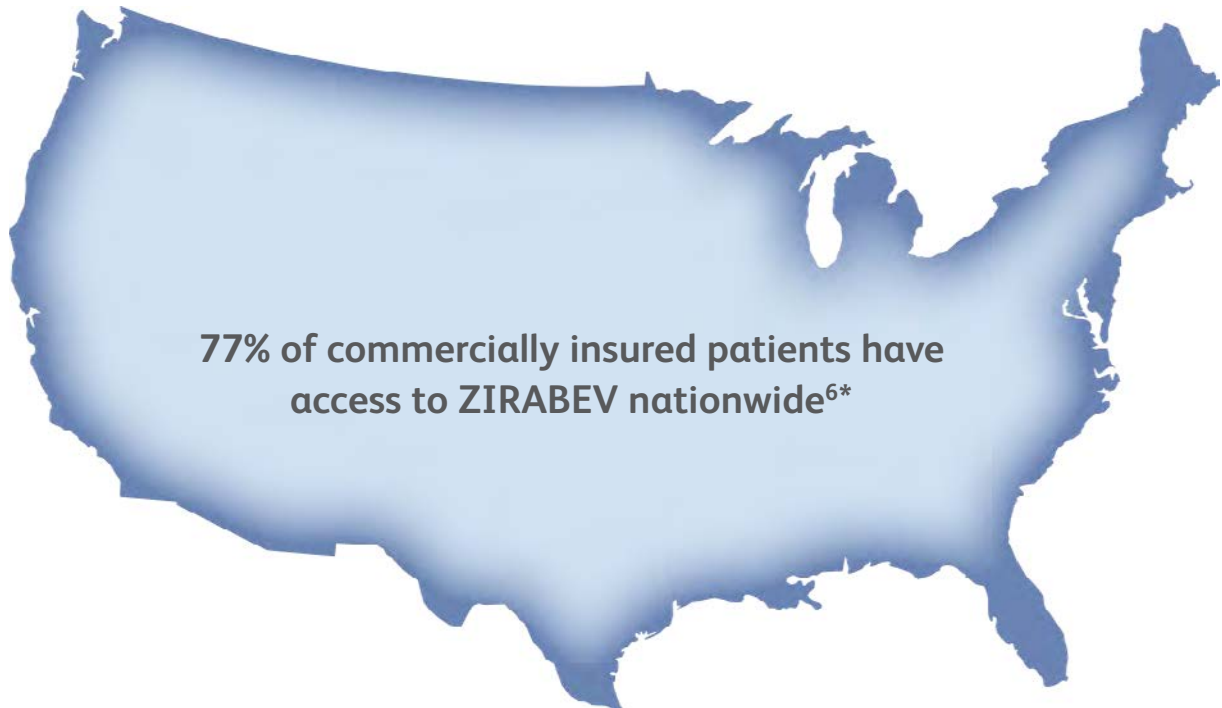 77% of commercially insured patients have
access to ZIRABEV nationwide⁶*